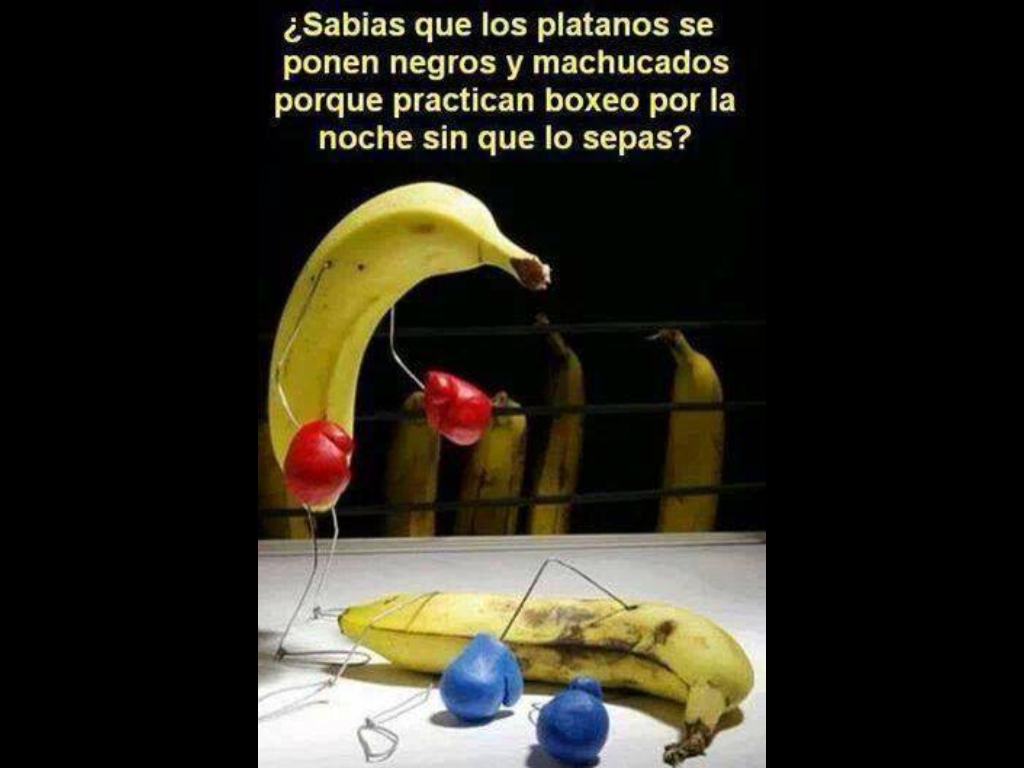 ¿Sabias que los platanos se
ponen negros y machucados
porque practican boxeo por la
noche sin que lo sepas?